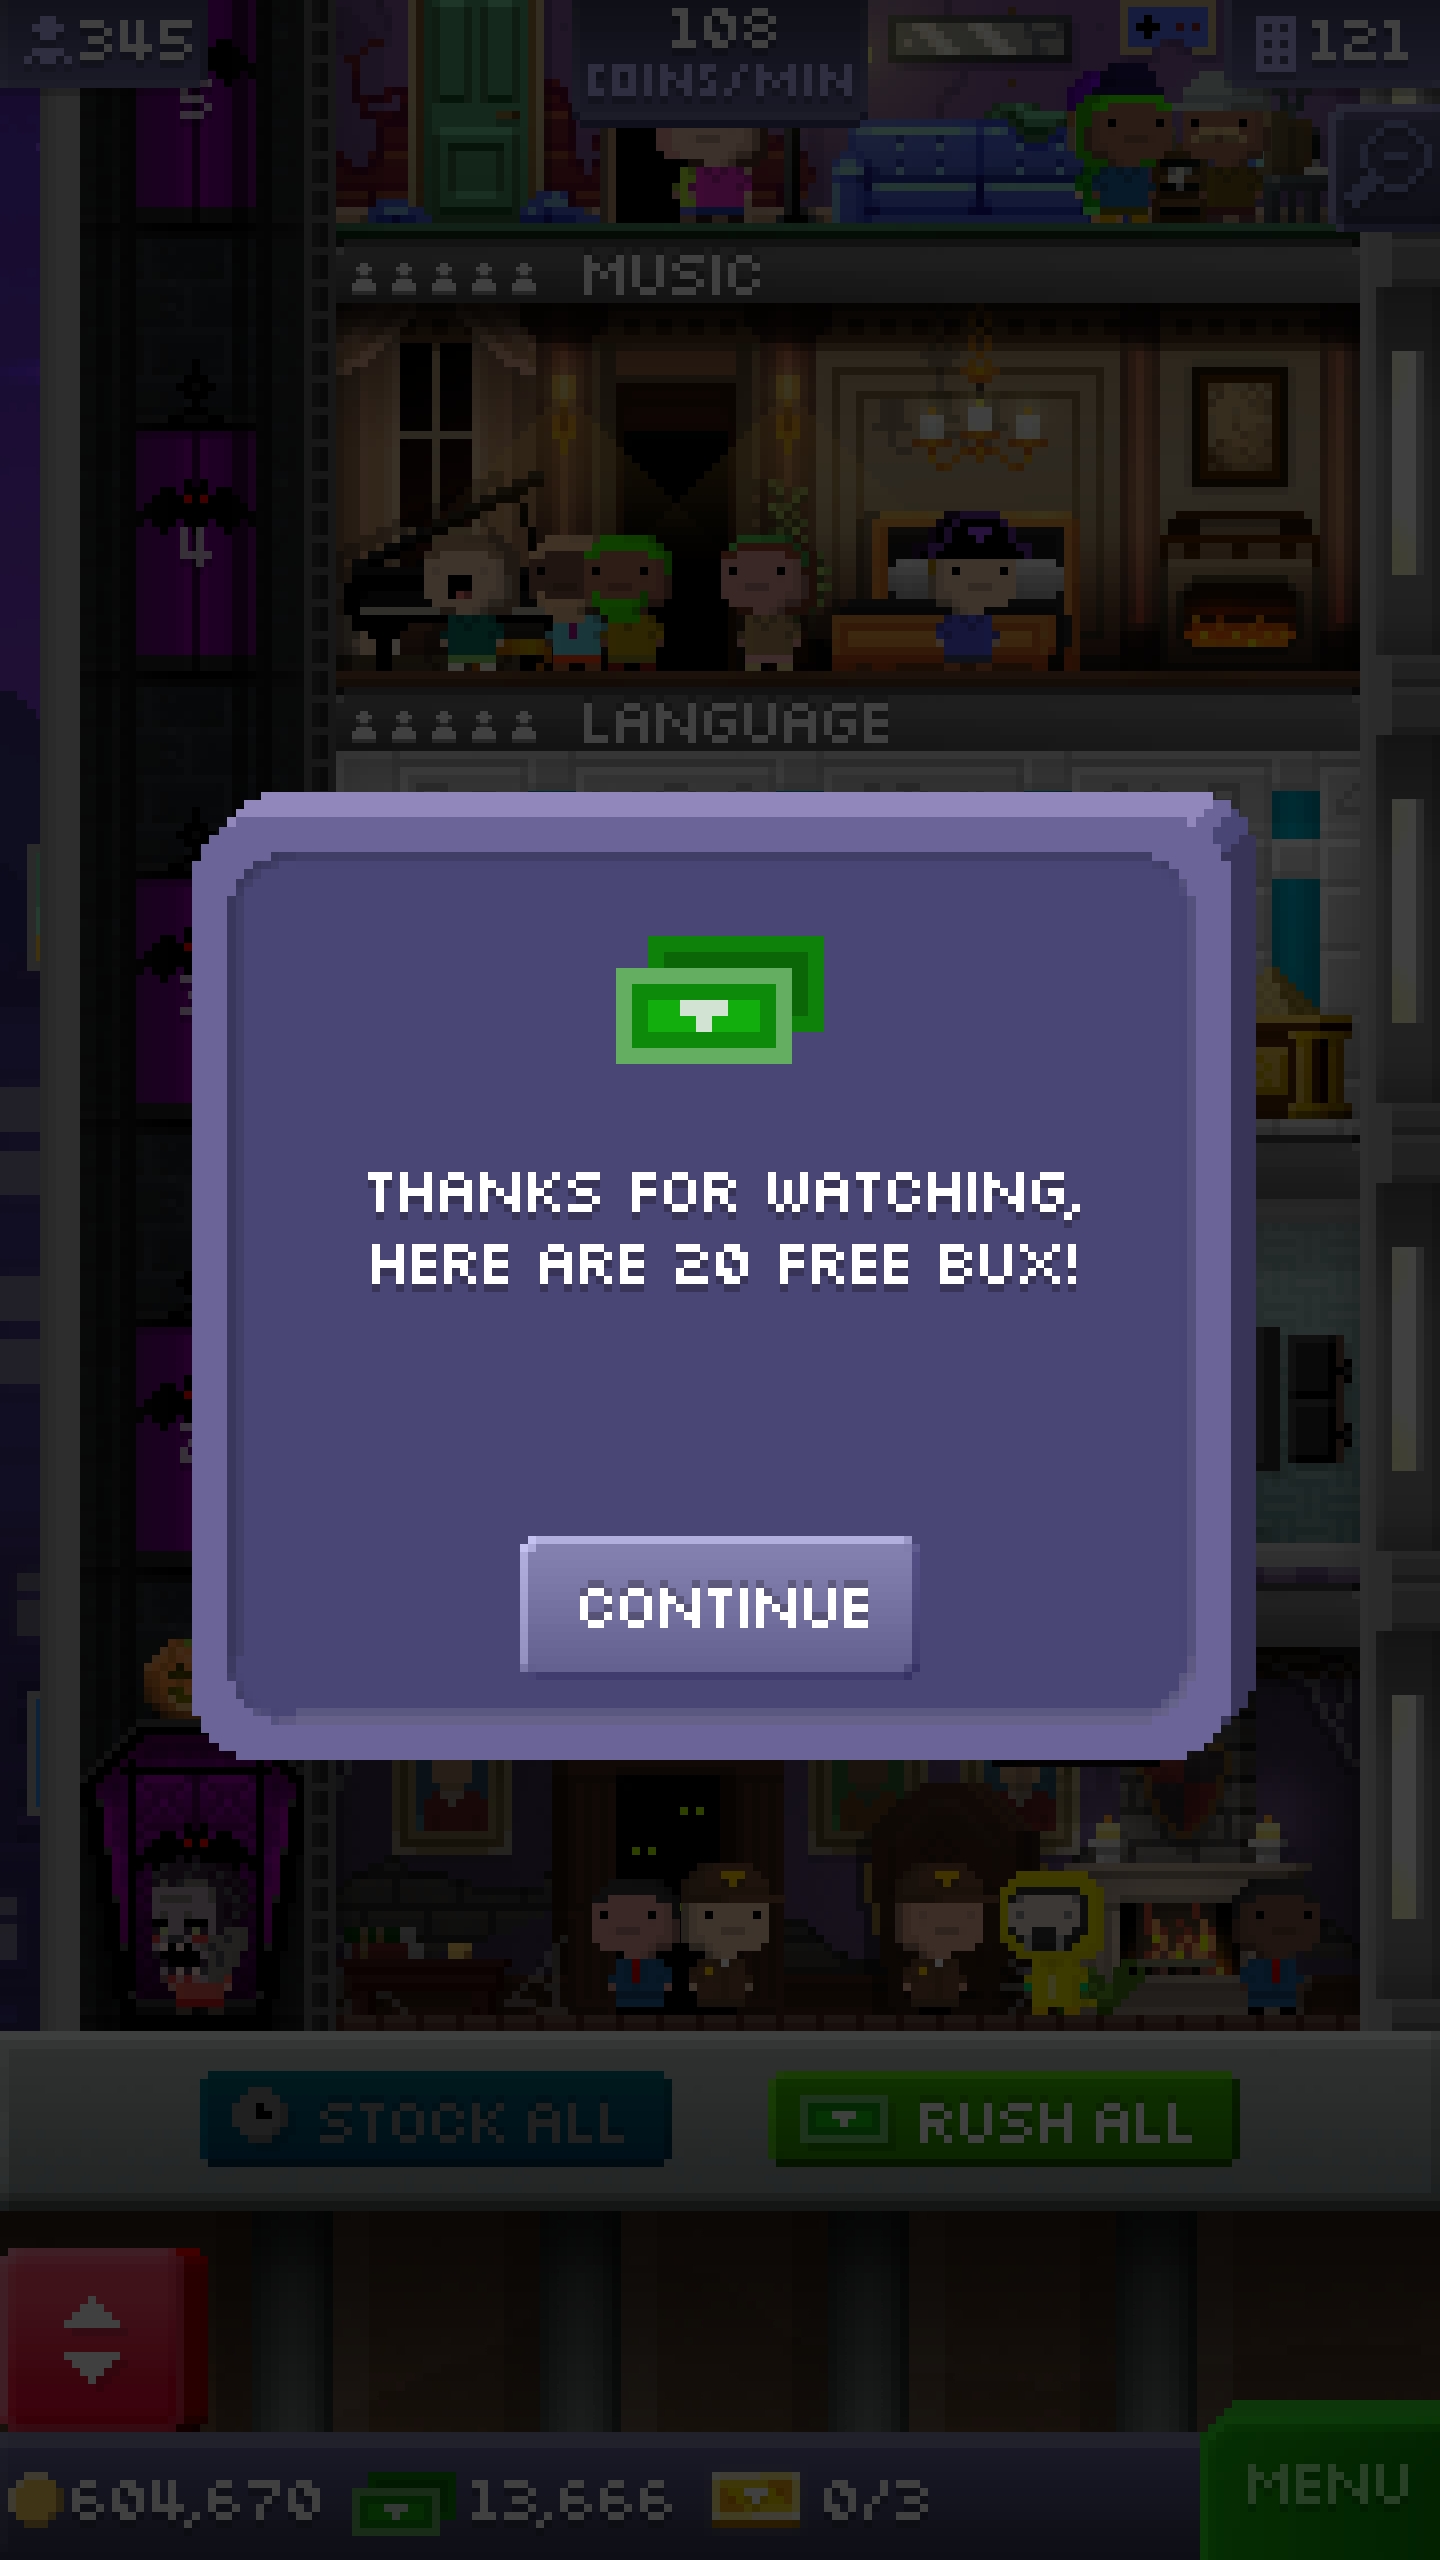 345
108
COINS/MIN
121
5
MUSIC
4
LANGUAGE
THANKS FOR WATCHING,
HERE ARE 20 FREE BUX!
CONTINUE
STOCK ALL
RUSH ALL
604,670
13,666
0/3
MENU